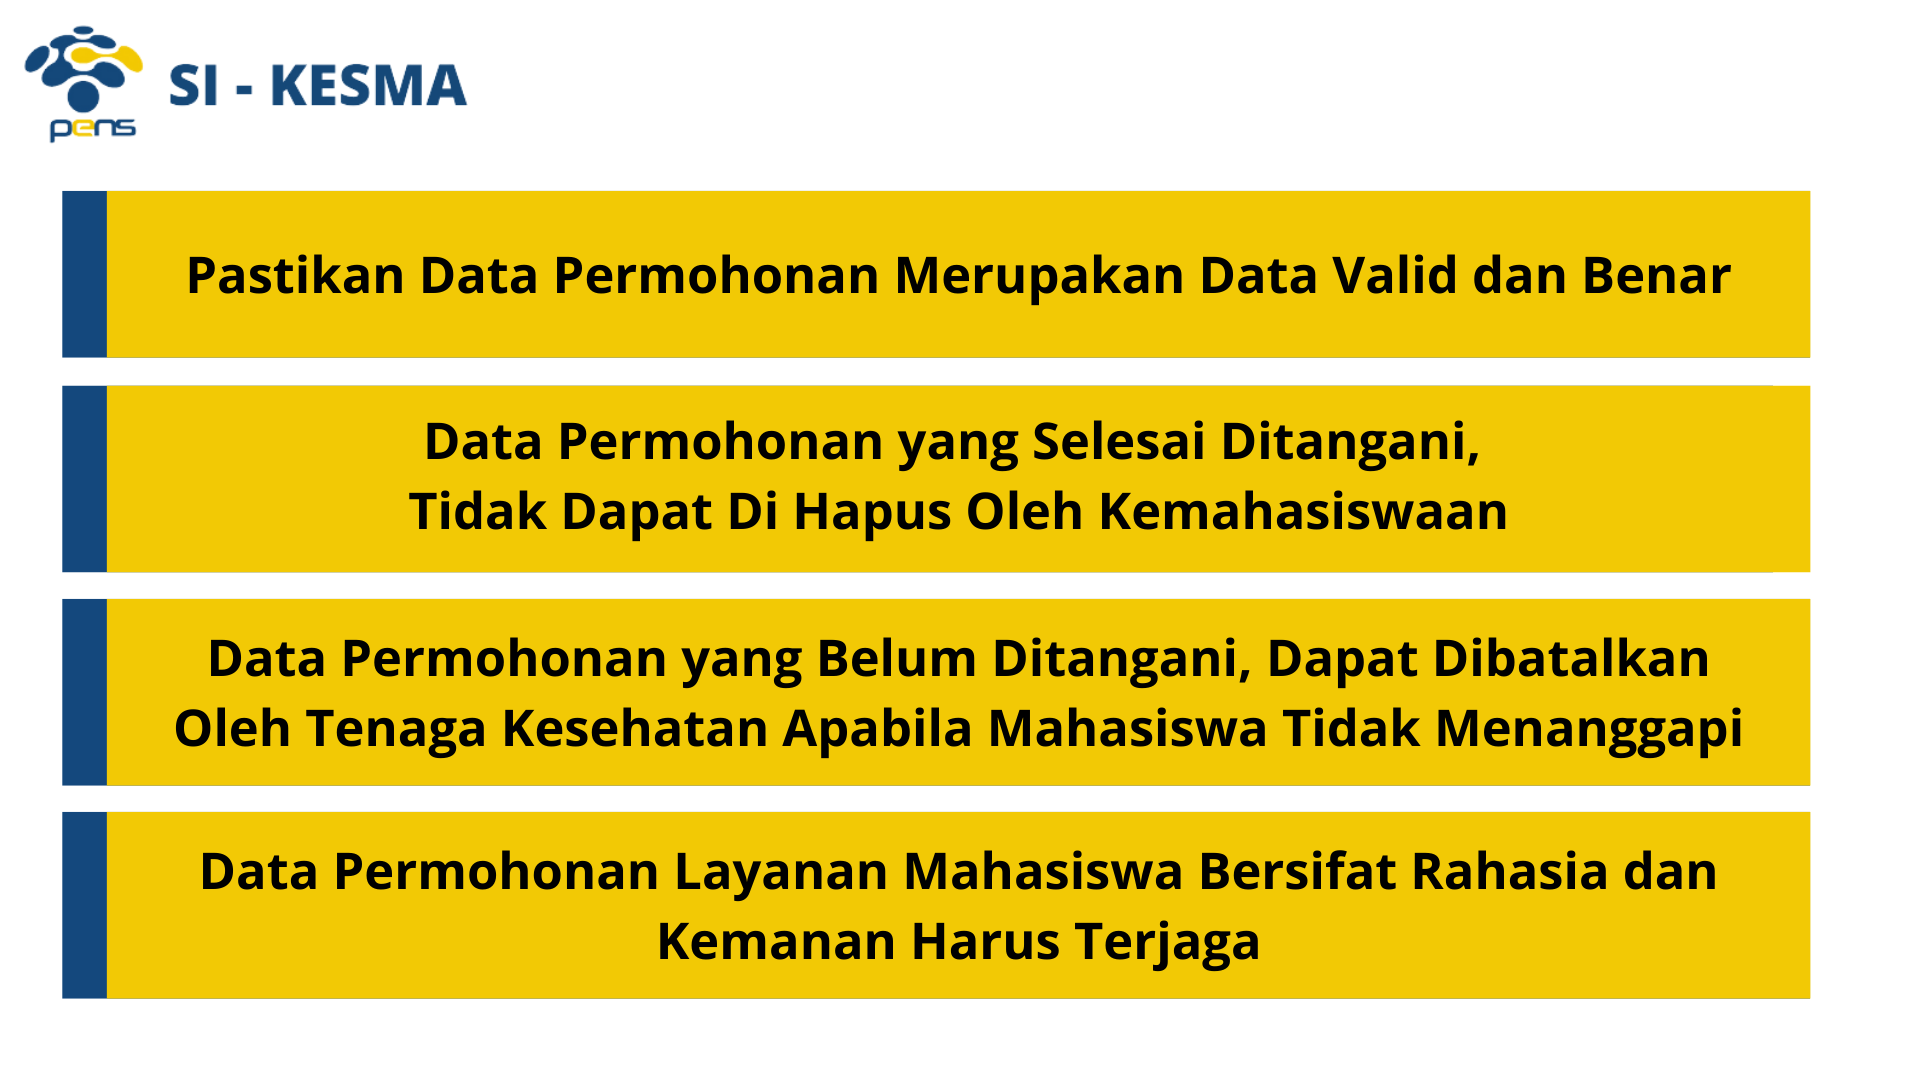 pens
SI - KESMA
Pastikan Data Permohonan Merupakan Data Valid dan Benar
Data Permohonan yang Selesai Ditangani,
Tidak Dapat Di Hapus Oleh Kemahasiswaan
Data Permohonan yang Belum Ditangani, Dapat Dibatalkan
Oleh Tenaga Kesehatan Apabila Mahasiswa Tidak Menanggapi
Data Permohonan Layanan Mahasiswa Bersifat Rahasia dan
Kemanan Harus Terjaga